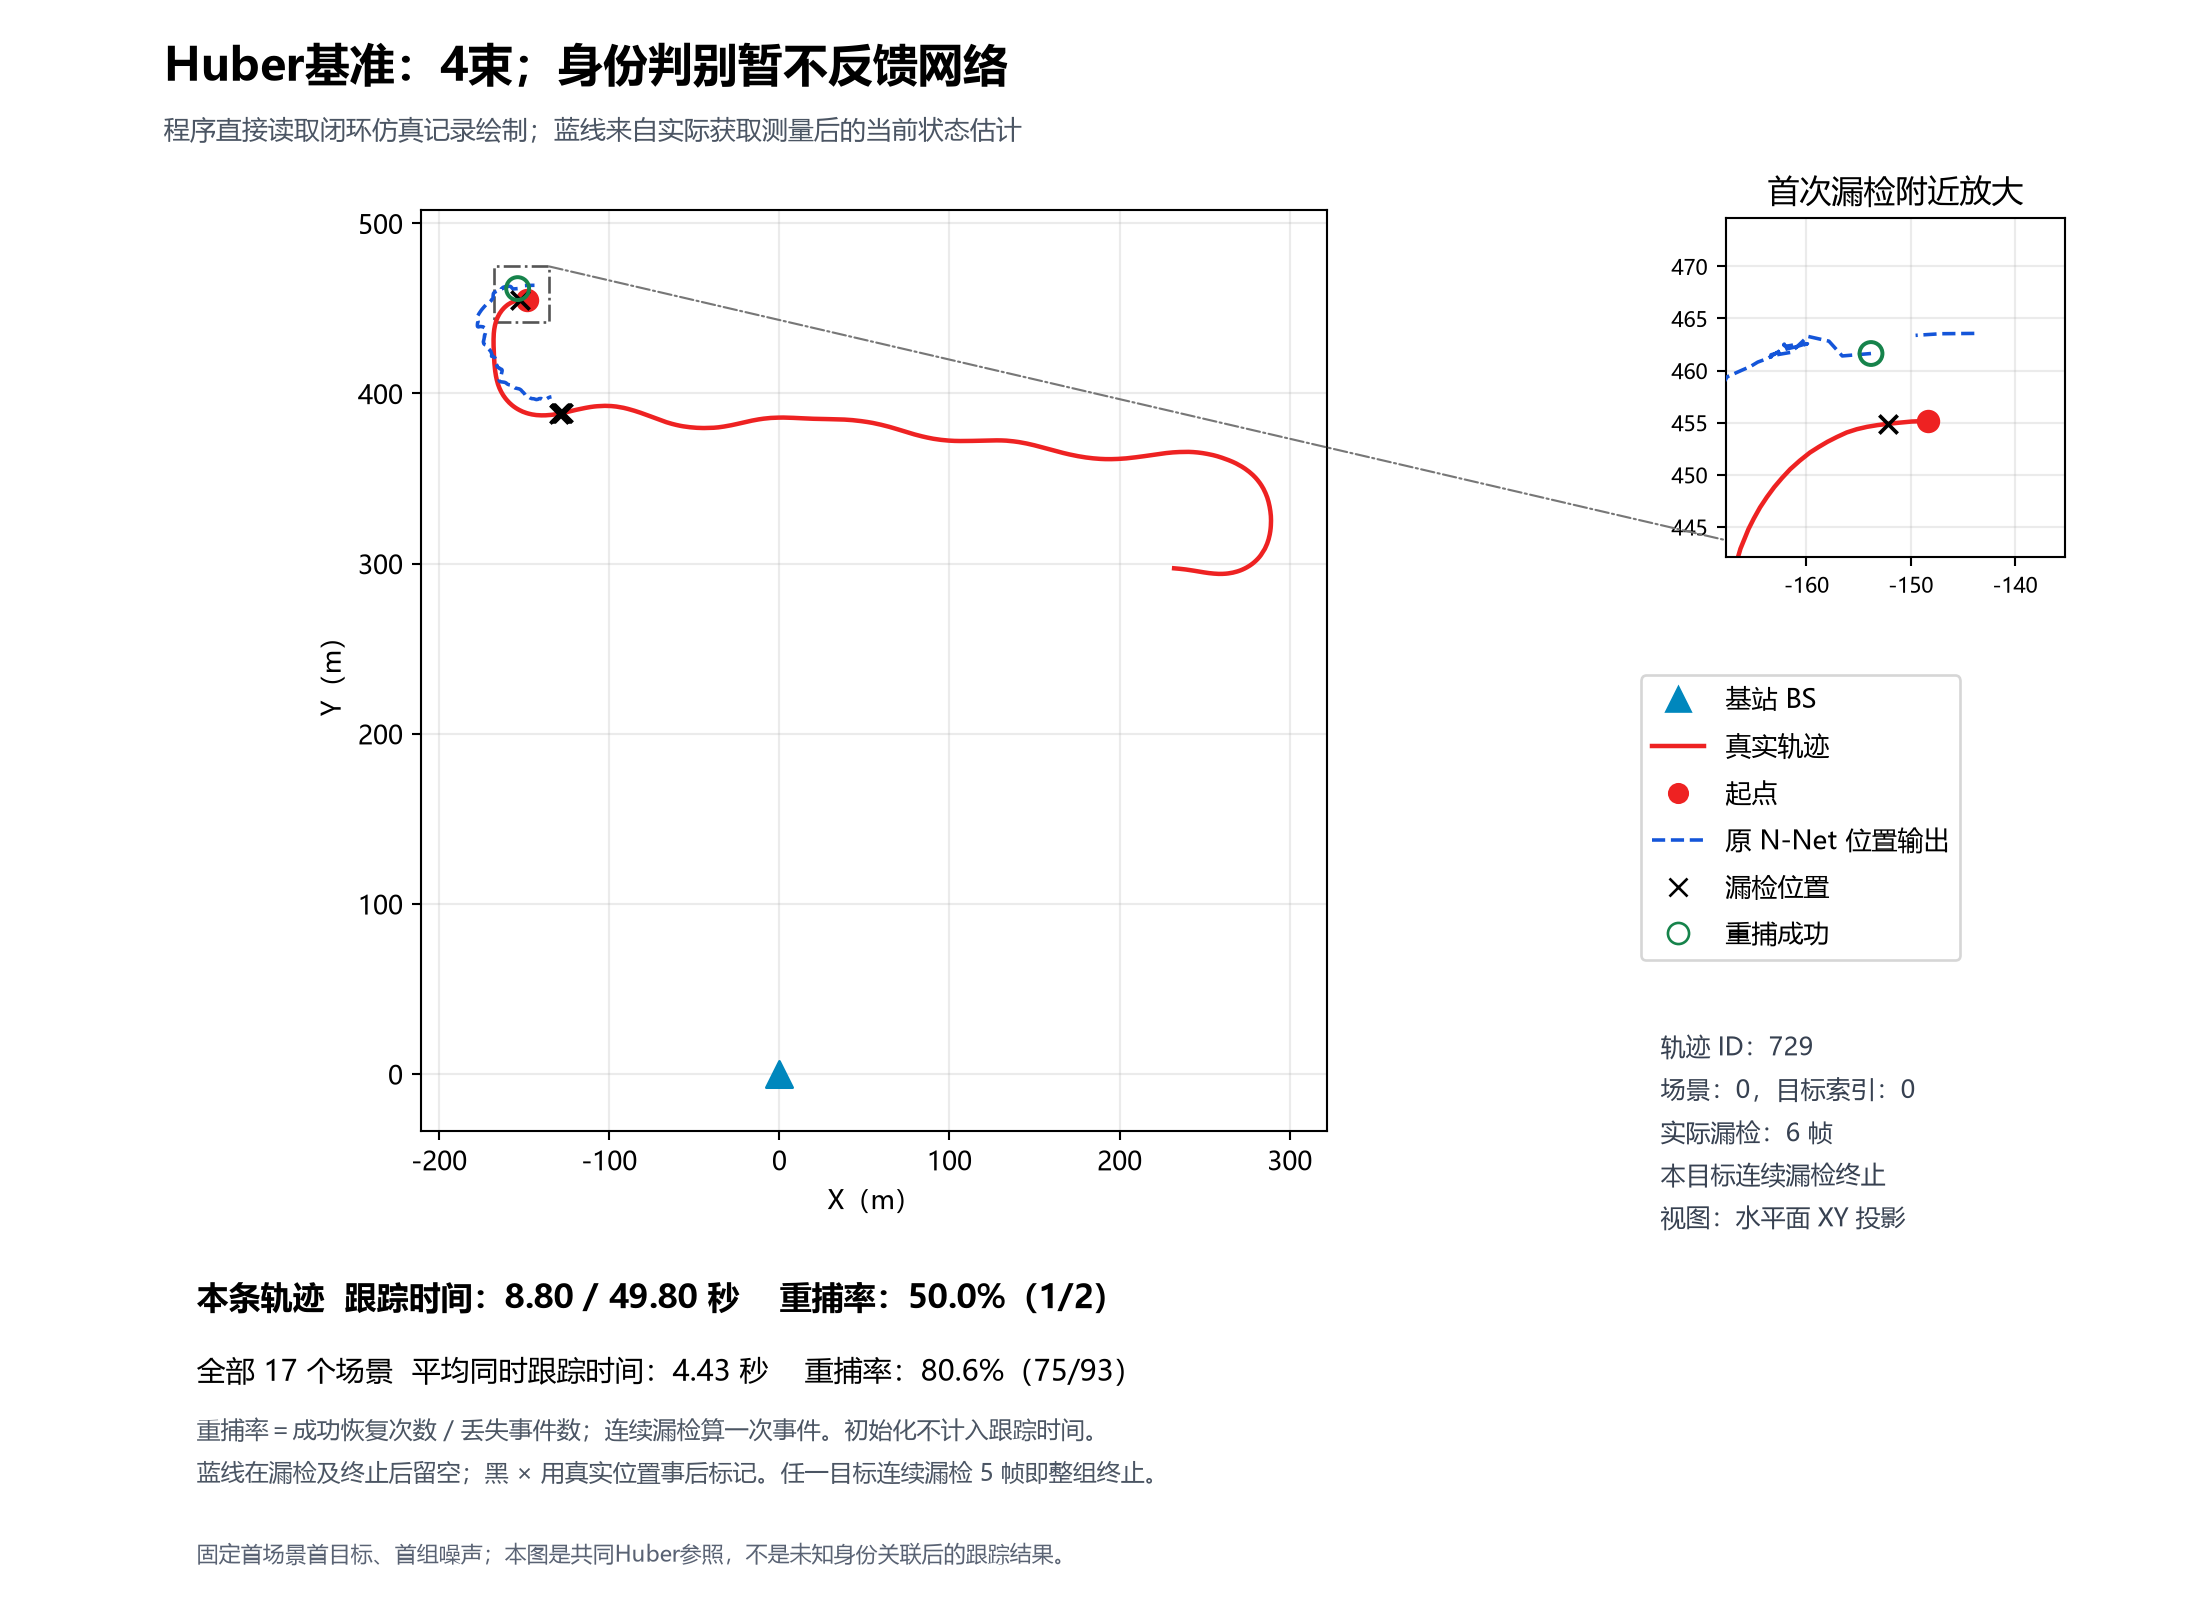 Huber基准：4束；身份判别暂不反馈网络
程序直接读取闭环仿真记录绘制；蓝线来自实际获取测量后的当前状态估计
首次漏检附近放大
500
400
300
200
100
0
Y（m）
-200
-100
0
100
200
300
X（m）
470
465
460
455
450
445
-160
-150
-140
基站 BS
真实轨迹
起点
原 N-Net 位置输出
漏检位置
重捕成功
轨迹 ID：729
场景：0，目标索引：0
实际漏检：6 帧
本目标连续漏检终止
视图：水平面 XY 投影
本条轨迹 跟踪时间：8.80 / 49.80 秒 重捕率：50.0%（1/2）
全部 17 个场景 平均同时跟踪时间：4.43 秒 重捕率：80.6%（75/93）
重捕率 = 成功恢复次数 / 丢失事件数；连续漏检算一次事件。初始化不计入跟踪时间。
蓝线在漏检及终止后留空；黑 × 用真实位置事后标记。任一目标连续漏检 5 帧即整组终止。
固定首场景首目标、首组噪声；本图是共同Huber参照，不是未知身份关联后的跟踪结果。